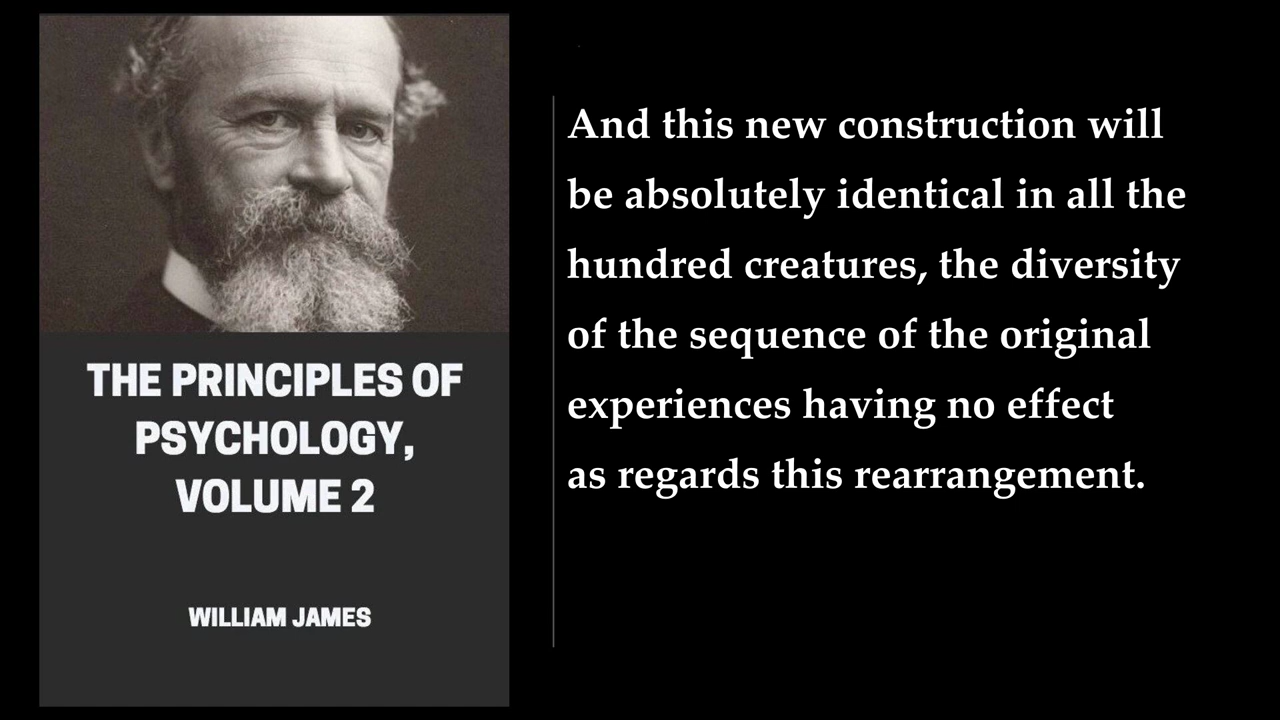 THE PRINCIPLES OF
PSYCHOLOGY,
VOLUME 2
WILLIAM JAMES
And this new construction will
be absolutely identical in all the
hundred creatures, the diversity
of the sequence of the original
experiences having no effect
as regards this rearrangement.